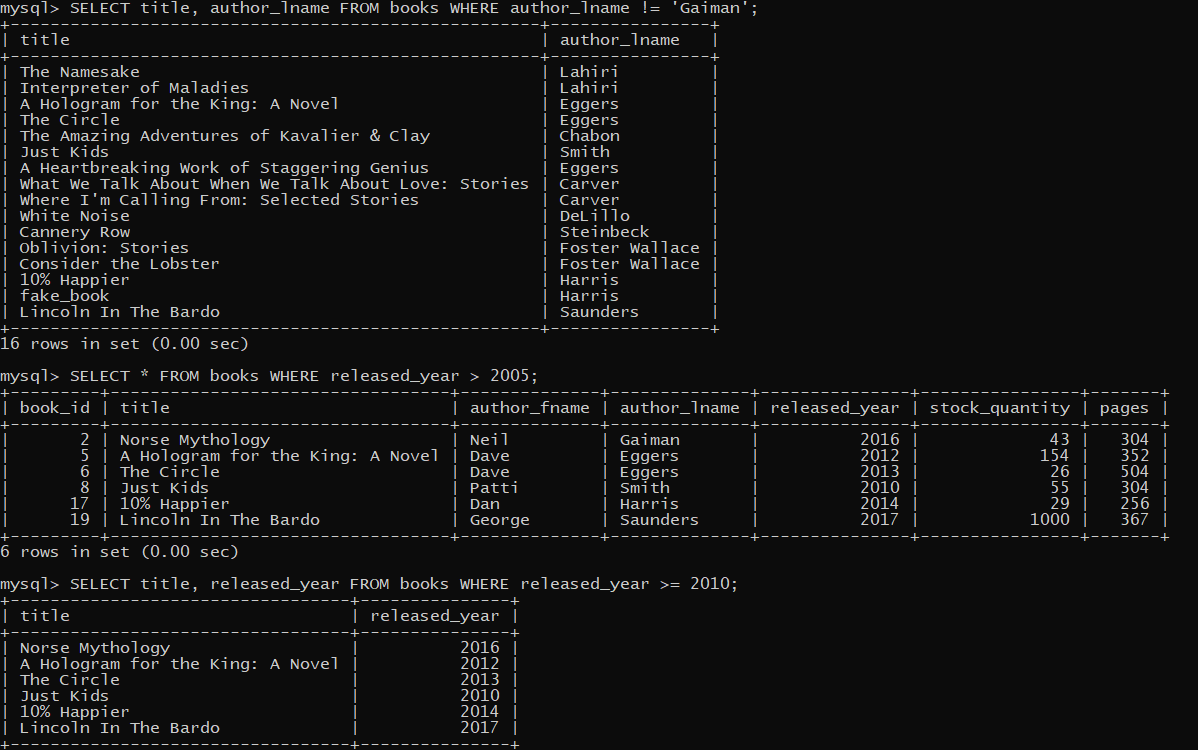 mysql> SELECT title, author_lname FROM books WHERE author_lname != 'Gaiman';
+-----------------------------------------------------+----------------+
| title                                               | author_lname   |
+-----------------------------------------------------+----------------+
| The Namesake                                        | Lahiri         |
| Interpreter of Maladies                             | Lahiri         |
| A Hologram for the King: A Novel                    | Eggers         |
| The Circle                                          | Eggers         |
| The Amazing Adventures of Kavalier & Clay           | Chabon         |
| Just Kids                                           | Smith          |
| A Heartbreaking Work of Staggering Genius           | Eggers         |
| What We Talk About When We Talk About Love: Stories | Carver         |
| Where I'm Calling From: Selected Stories            | Carver         |
| White Noise                                         | DeLillo        |
| Cannery Row                                         | Steinbeck      |
| Oblivion: Stories                                   | Foster Wallace |
| Consider the Lobster                                | Foster Wallace |
| 10% Happier                                         | Harris         |
| fake_book                                           | Harris         |
| Lincoln In The Bardo                                | Saunders       |
+-----------------------------------------------------+----------------+
16 rows in set (0.00 sec)

mysql> SELECT * FROM books WHERE released_year > 2005;
+---------+----------------------------------+--------------+--------------+---------------+----------------+-------+
| book_id | title                            | author_fname | author_lname | released_year | stock_quantity | pages |
+---------+----------------------------------+--------------+--------------+---------------+----------------+-------+
|       2 | Norse Mythology                  | Neil         | Gaiman       |          2016 |             43 |   304 |
|       5 | A Hologram for the King: A Novel | Dave         | Eggers       |          2012 |            154 |   352 |
|       6 | The Circle                       | Dave         | Eggers       |          2013 |             26 |   504 |
|       8 | Just Kids                        | Patti        | Smith        |          2010 |             55 |   304 |
|      17 | 10% Happier                      | Dan          | Harris       |          2014 |             29 |   256 |
|      19 | Lincoln In The Bardo             | George       | Saunders     |          2017 |           1000 |   367 |
+---------+----------------------------------+--------------+--------------+---------------+----------------+-------+
6 rows in set (0.00 sec)

mysql> SELECT title, released_year FROM books WHERE released_year >= 2010;
+----------------------------------+---------------+
| title                            | released_year |
+----------------------------------+---------------+
| Norse Mythology                  |          2016 |
| A Hologram for the King: A Novel |          2012 |
| The Circle                       |          2013 |
| Just Kids                        |          2010 |
| 10% Happier                      |          2014 |
| Lincoln In The Bardo             |          2017 |
+----------------------------------+---------------+